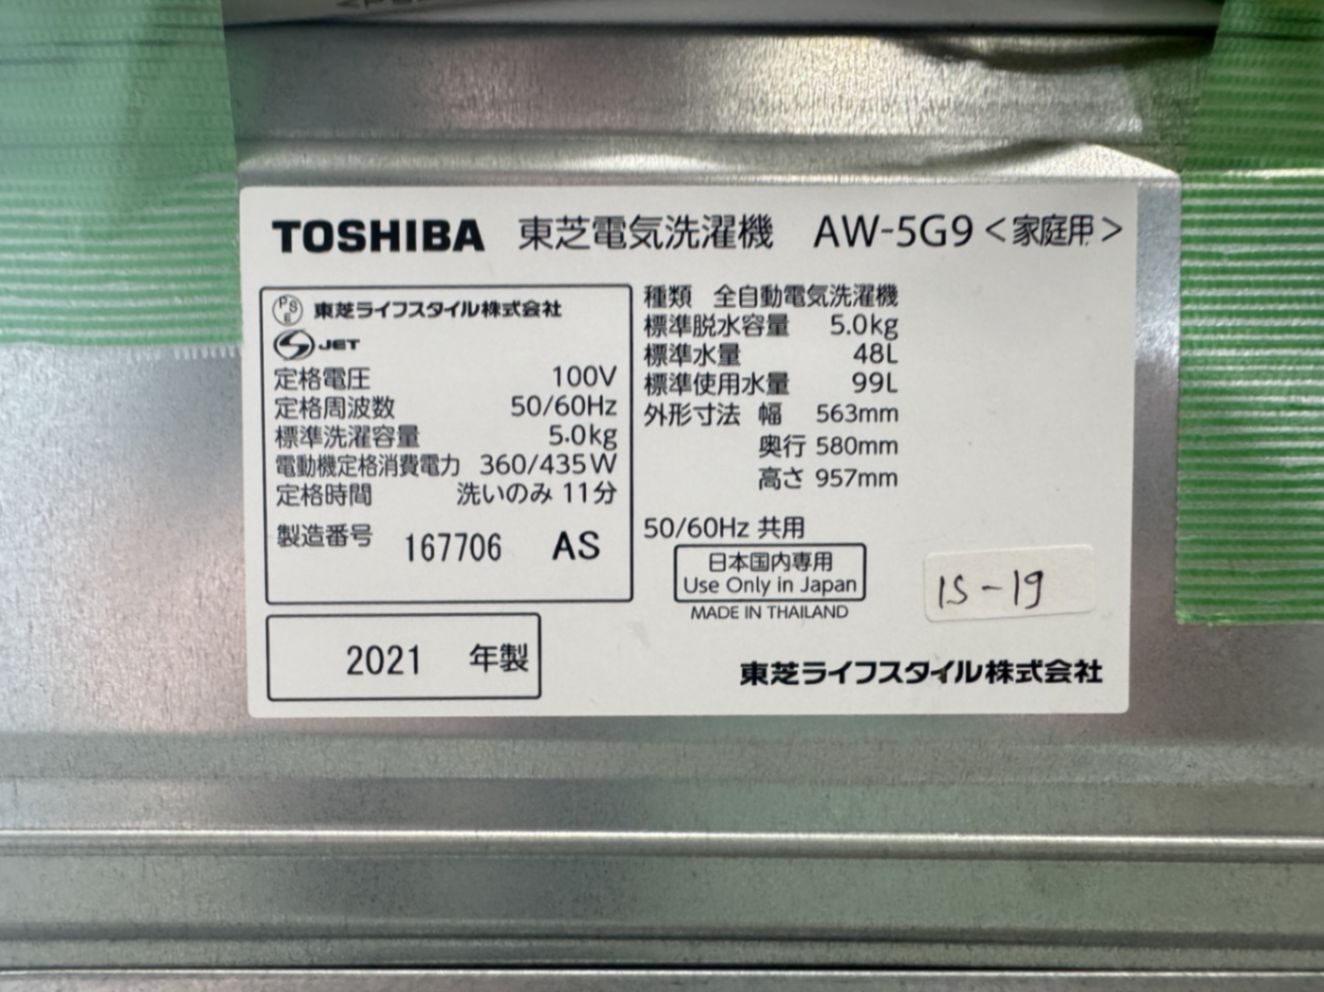 TOSHIBA 東芝電気洗濯機 AW-5G9 <家庭用>
PSE 東芝ライフスタイル株式会社
S JET
定格電圧 100V
定格周波数 50/60Hz
標準洗濯容量 5.0kg
電動機定格消費電力 360/435W
定格時間 洗いのみ 11分
製造番号 167706 AS
2021 年製
種類 全自動電気洗濯機
標準脱水容量 5.0kg
標準水量 48L
標準使用水量 99L
外形寸法 幅 563mm
奥行 580mm
高さ 957mm
50/60Hz 共用
日本国内専用
Use Only in Japan
MADE IN THAILAND
IS-19
東芝ライフスタイル株式会社